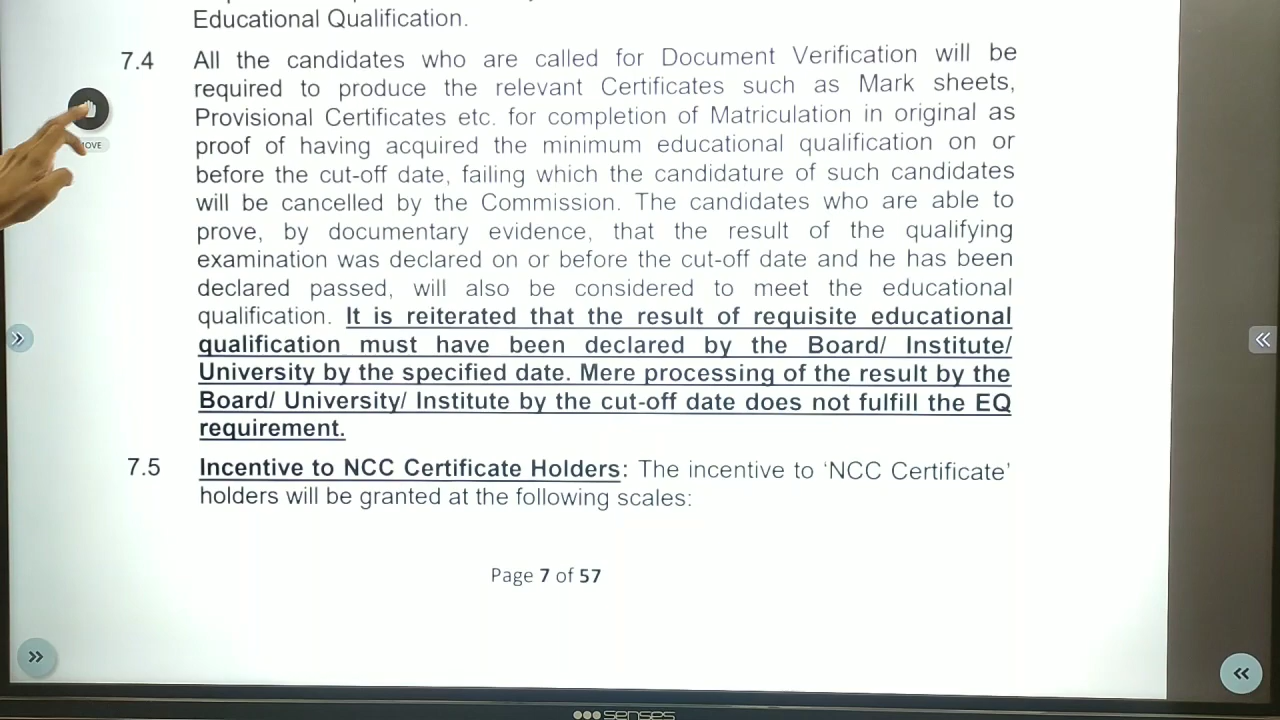 Educational Qualification.
7.4 All the candidates who are called for Document Verification will be
required to produce the relevant Certificates such as Mark sheets,
Provisional Certificates etc. for completion of Matriculation in original as
proof of having acquired the minimum educational qualification on or
before the cut-off date, failing which the candidature of such candidates
will be cancelled by the Commission. The candidates who are able to
prove, by documentary evidence, that the result of the qualifying
examination was declared on or before the cut-off date and he has been
declared passed, will also be considered to meet the educational
qualification. It is reiterated that the result of requisite educational
qualification must have been declared by the Board/ Institute/
University by the specified date. Mere processing of the result by the
Board/ University/ Institute by the cut-off date does not fulfill the EQ
requirement.
7.5 Incentive to NCC Certificate Holders: The incentive to ‘NCC Certificate’
holders will be granted at the following scales:
Page 7 of 57
senses